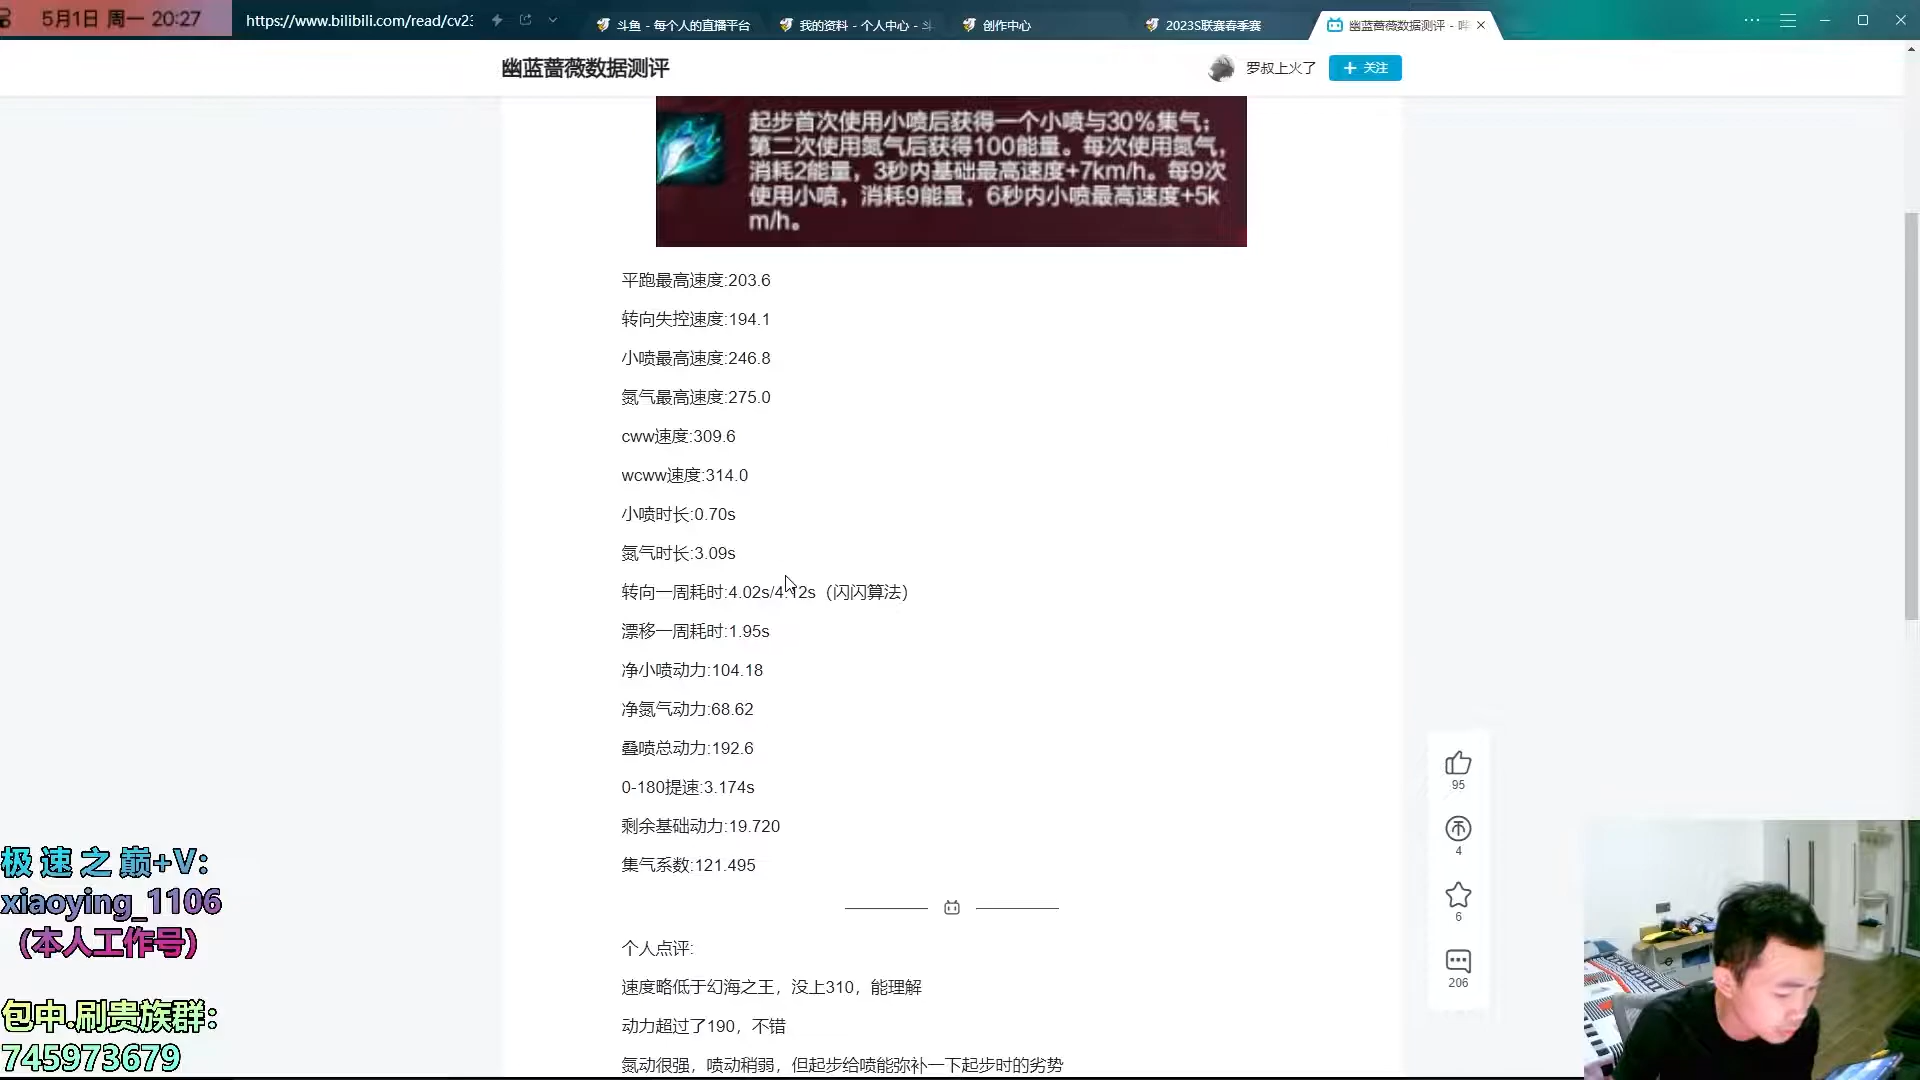 5月1日 周一 20:27
https://www.bilibili.com/read/cv2
斗鱼 - 每个人的直播平台
我的资料 - 个人中心 - 斗
创作中心
2023S联赛春季赛
幽蓝蔷薇数据测评 - 哔
幽蓝蔷薇数据测评
罗叔上火了
+ 关注
起步首次使用小喷后获得一个小喷与30%集气；
第二次使用氮气后获得100能量。每次使用氮气，
消耗2能量，3秒内基础最高速度+7km/h。每9次
使用小喷，消耗9能量，6秒内小喷最高速度+5k
m/h。
平跑最高速度:203.6
转向失控速度:194.1
小喷最高速度:246.8
氮气最高速度:275.0
cww速度:309.6
wcww速度:314.0
小喷时长:0.70s
氮气时长:3.09s
转向一周耗时:4.02s/4.12s（闪闪算法）
漂移一周耗时:1.95s
净小喷动力:104.18
净氮气动力:68.62
叠喷总动力:192.6
0-180提速:3.174s
剩余基础动力:19.720
集气系数:121.495
个人点评:
速度略低于幻海之王，没上310，能理解
动力超过了190，不错
氮动很强，喷动稍弱，但起步给喷能弥补一下起步时的劣势
95
4
6
206
极速之巅+V:
xiaoying_1106
(本人工作号)
包中.刷贵族群:
745973679